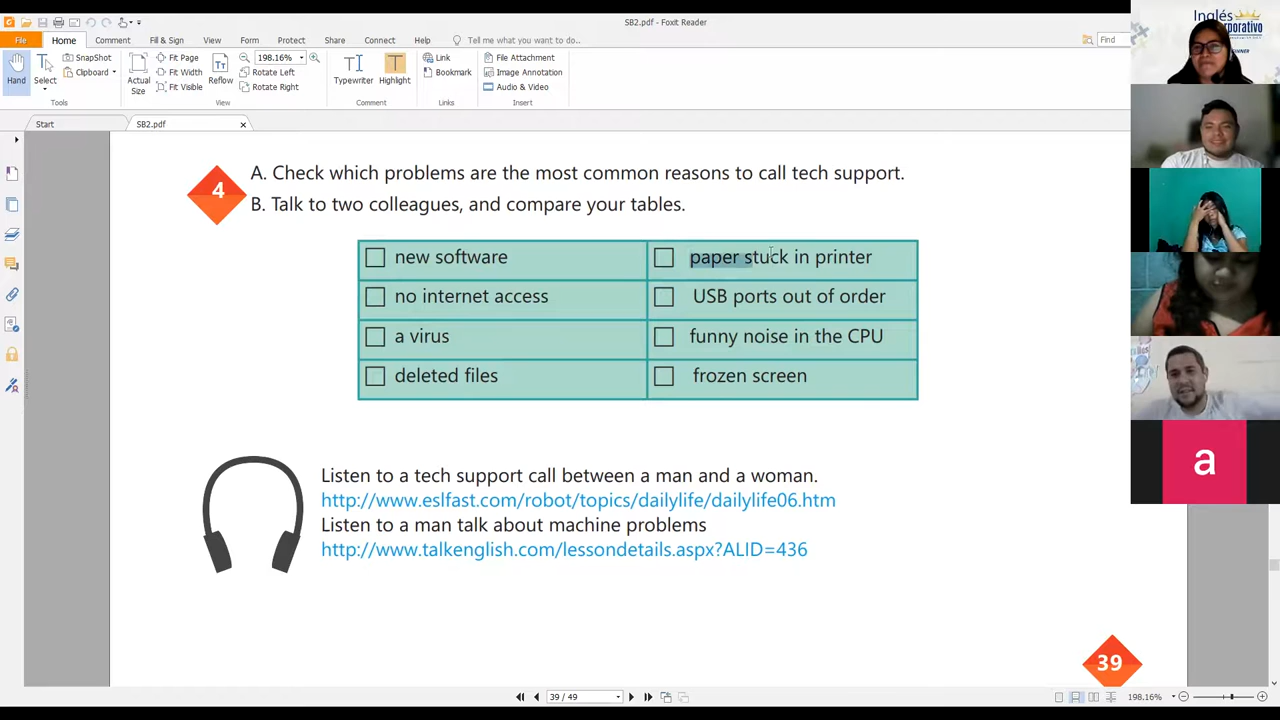 SB2.pdf - Foxit Reader
File Home Comment Fill & Sign View Form Protect Share Connect Help Tell me what you want to do... Find
Hand
Select
SnapShot
Clipboard
Tools
Actual Size
Fit Page
Fit Width
Fit Visible
Reflow
198.16%
Rotate Left
Rotate Right
View
Typewriter
Highlight
Comment
Link
Bookmark
Links
File Attachment
Image Annotation
Audio & Video
Insert
Start
SB2.pdf
Inglés
4
A. Check which problems are the most common reasons to call tech support.
B. Talk to two colleagues, and compare your tables.
new software
paper stuck in printer
no internet access
USB ports out of order
a virus
funny noise in the CPU
deleted files
frozen screen
a
Listen to a tech support call between a man and a woman.
http://www.eslfast.com/robot/topics/dailylife/dailylife06.htm
Listen to a man talk about machine problems
http://www.talkenglish.com/lessondetails.aspx?ALID=436
39
39 / 49
198.16%